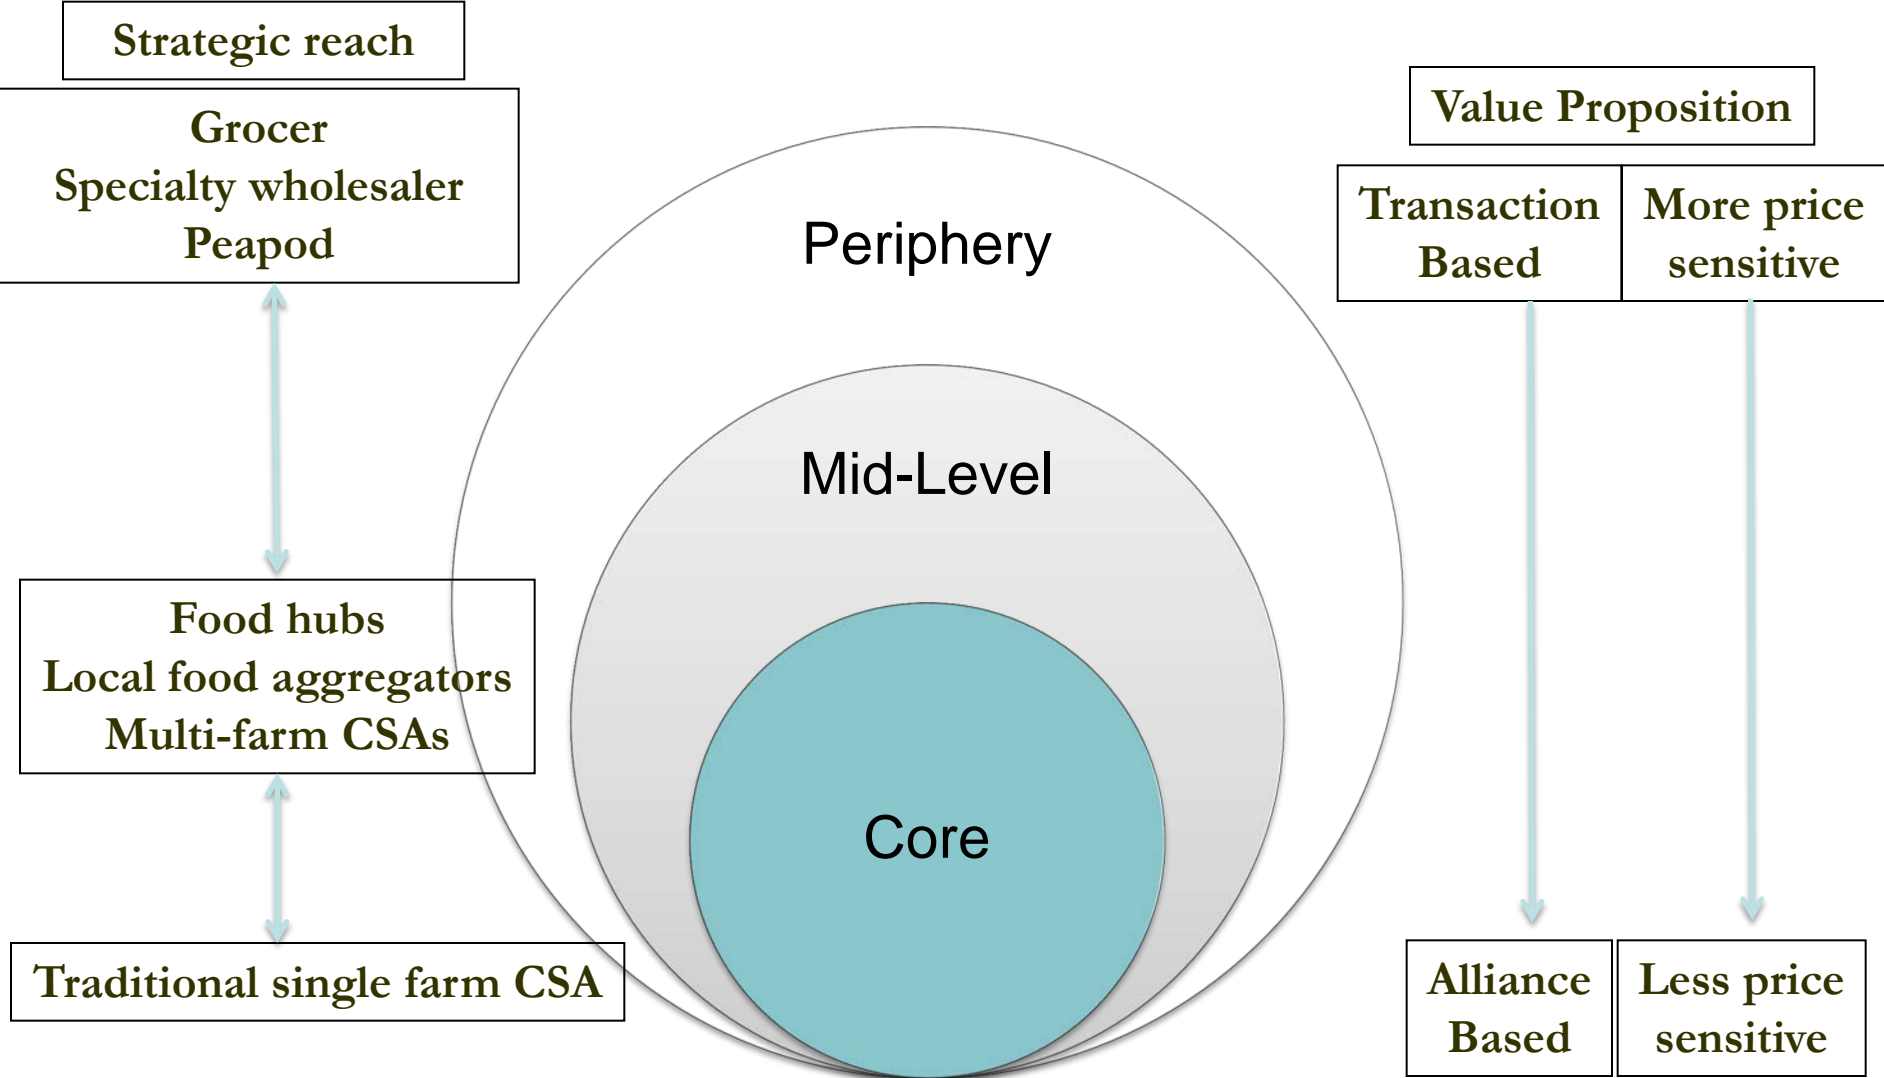 Strategic reach
Grocer
Specialty wholesaler
Peapod
Food hubs
Local food aggregators
Multi-farm CSAs
Traditional single farm CSA
Periphery
Mid-Level
Core
Value Proposition
Transaction
Based
More price
sensitive
Alliance
Based
Less price
sensitive